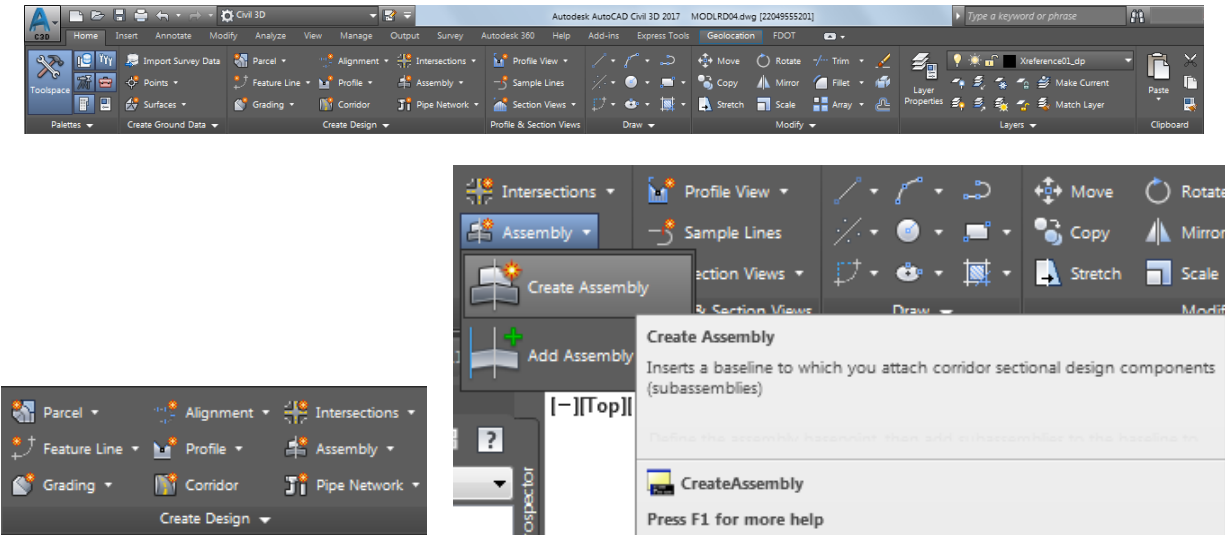 Civil 3D Autodesk AutoCAD Civil 3D 2017 MODLRD04.dwg [22049555201] Type a keyword or phrase
C3D Home Insert Annotate Modify Analyze View Manage Output Survey Autodesk 360 Help Add-ins Express Tools Geolocation FDOT
Import Survey Data Parcel Alignment Intersections Profile View Move Rotate Trim Xreference01_dp
Toolspace Points Feature Line Profile Assembly Sample Lines Copy Mirror Fillet Layer Properties Make Current Paste
Surfaces Grading Corridor Pipe Network Section Views Stretch Scale Array Match Layer
Palettes Create Ground Data Create Design Profile & Section Views Draw Modify Layers Clipboard
Intersections Profile View Move Rotate
Assembly Sample Lines Copy Mirror
Create Assembly ection Views Stretch Scale
& Section Views Draw Modif
Add Assembly
Create Assembly
Inserts a baseline to which you attach corridor sectional design components
(subassemblies)
[−][Top][
?
rospector
CreateAssembly
Press F1 for more help
Parcel Alignment Intersections
Feature Line Profile Assembly
Grading Corridor Pipe Network
Create Design